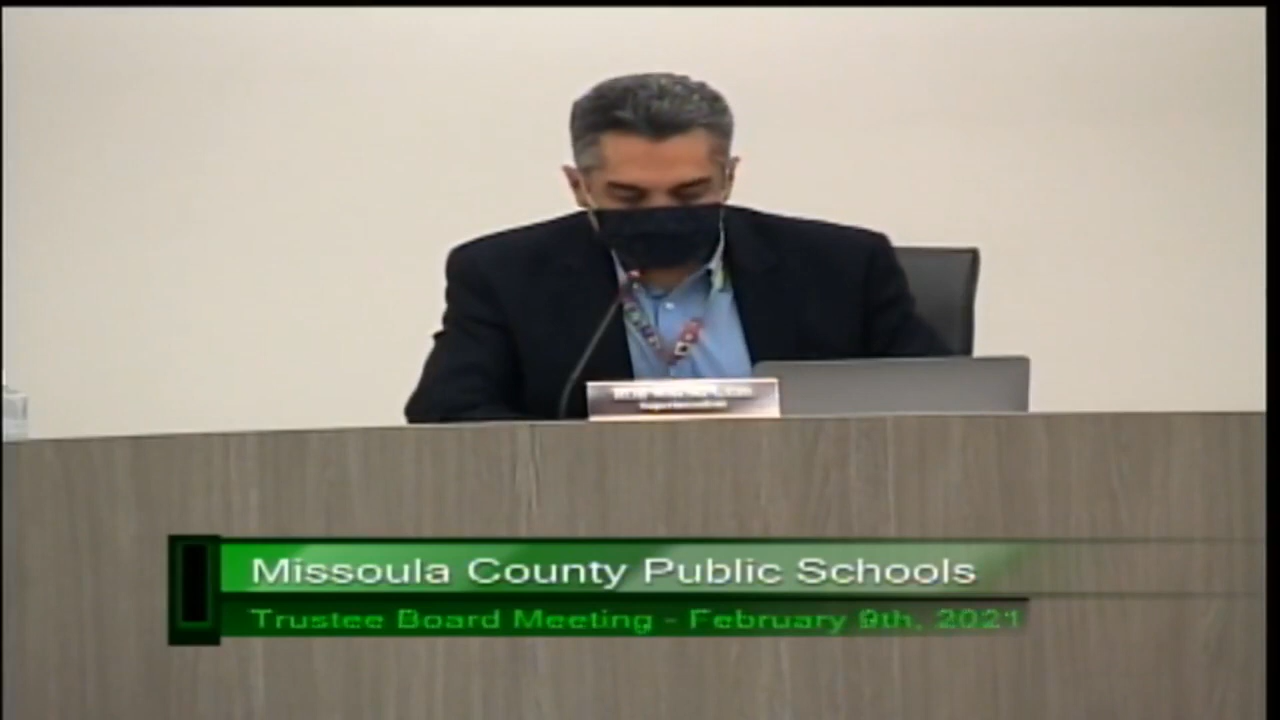 Missoula County Public Schools
Trustee Board Meeting - February 9th, 2021